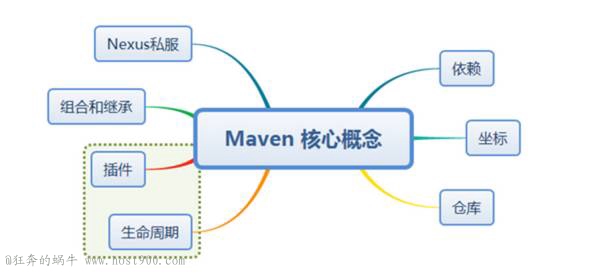 Nexus私服
依赖
组合和继承
Maven 核心概念
坐标
插件
仓库
生命周期
@狂奔的蜗牛 www.host900.com